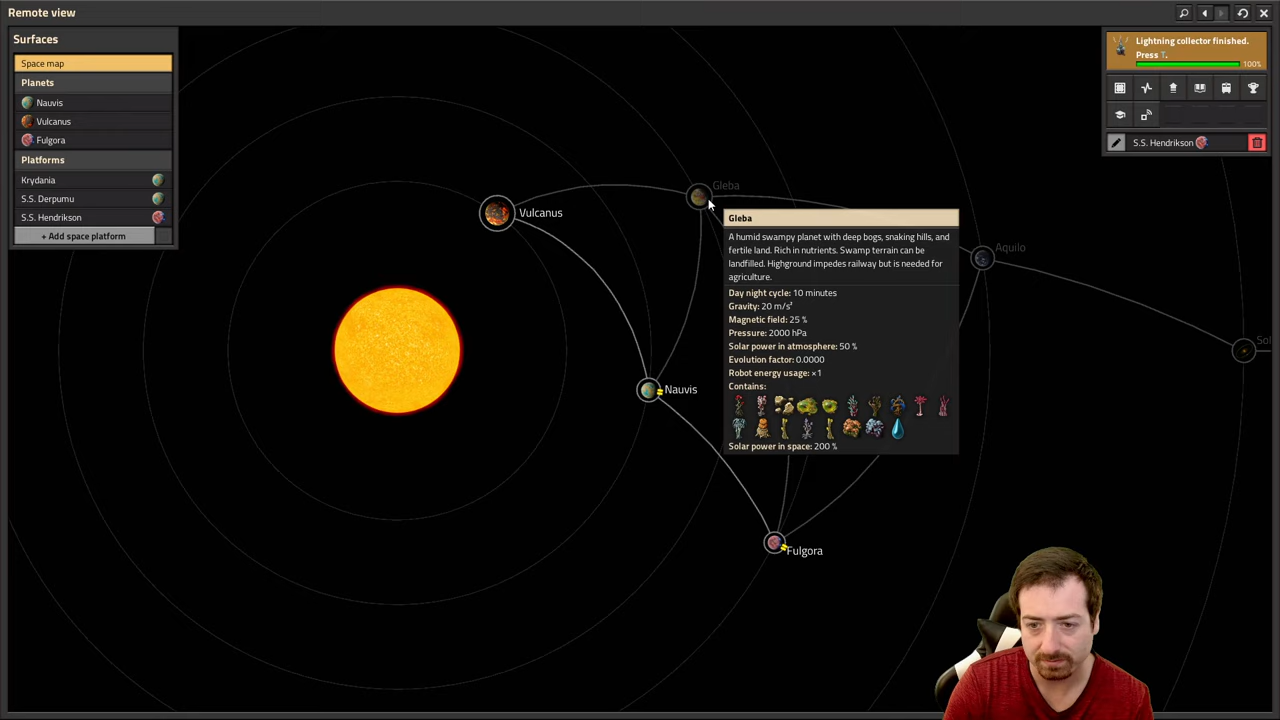 Remote view
Surfaces
Space map
Planets
Nauvis
Vulcanus
Fulgora
Platforms
Krydania
S.S. Derpumu
S.S. Hendrikson
+ Add space platform
Lightning collector finished.
Press T.
100%
S.S. Hendrikson
Gleba
Vulcanus
Aquilo
Nauvis
Fulgora
Gleba
A humid swampy planet with deep bogs, snaking hills, and
fertile land. Rich in nutrients. Swamp terrain can be
landfilled. Highground impedes railway but is needed for
agriculture.
Day night cycle: 10 minutes
Gravity: 20 m/s²
Magnetic field: 25 %
Pressure: 2000 hPa
Solar power in atmosphere: 50 %
Evolution factor: 0.0000
Robot energy usage: ×1
Contains:
Solar power in space: 200 %